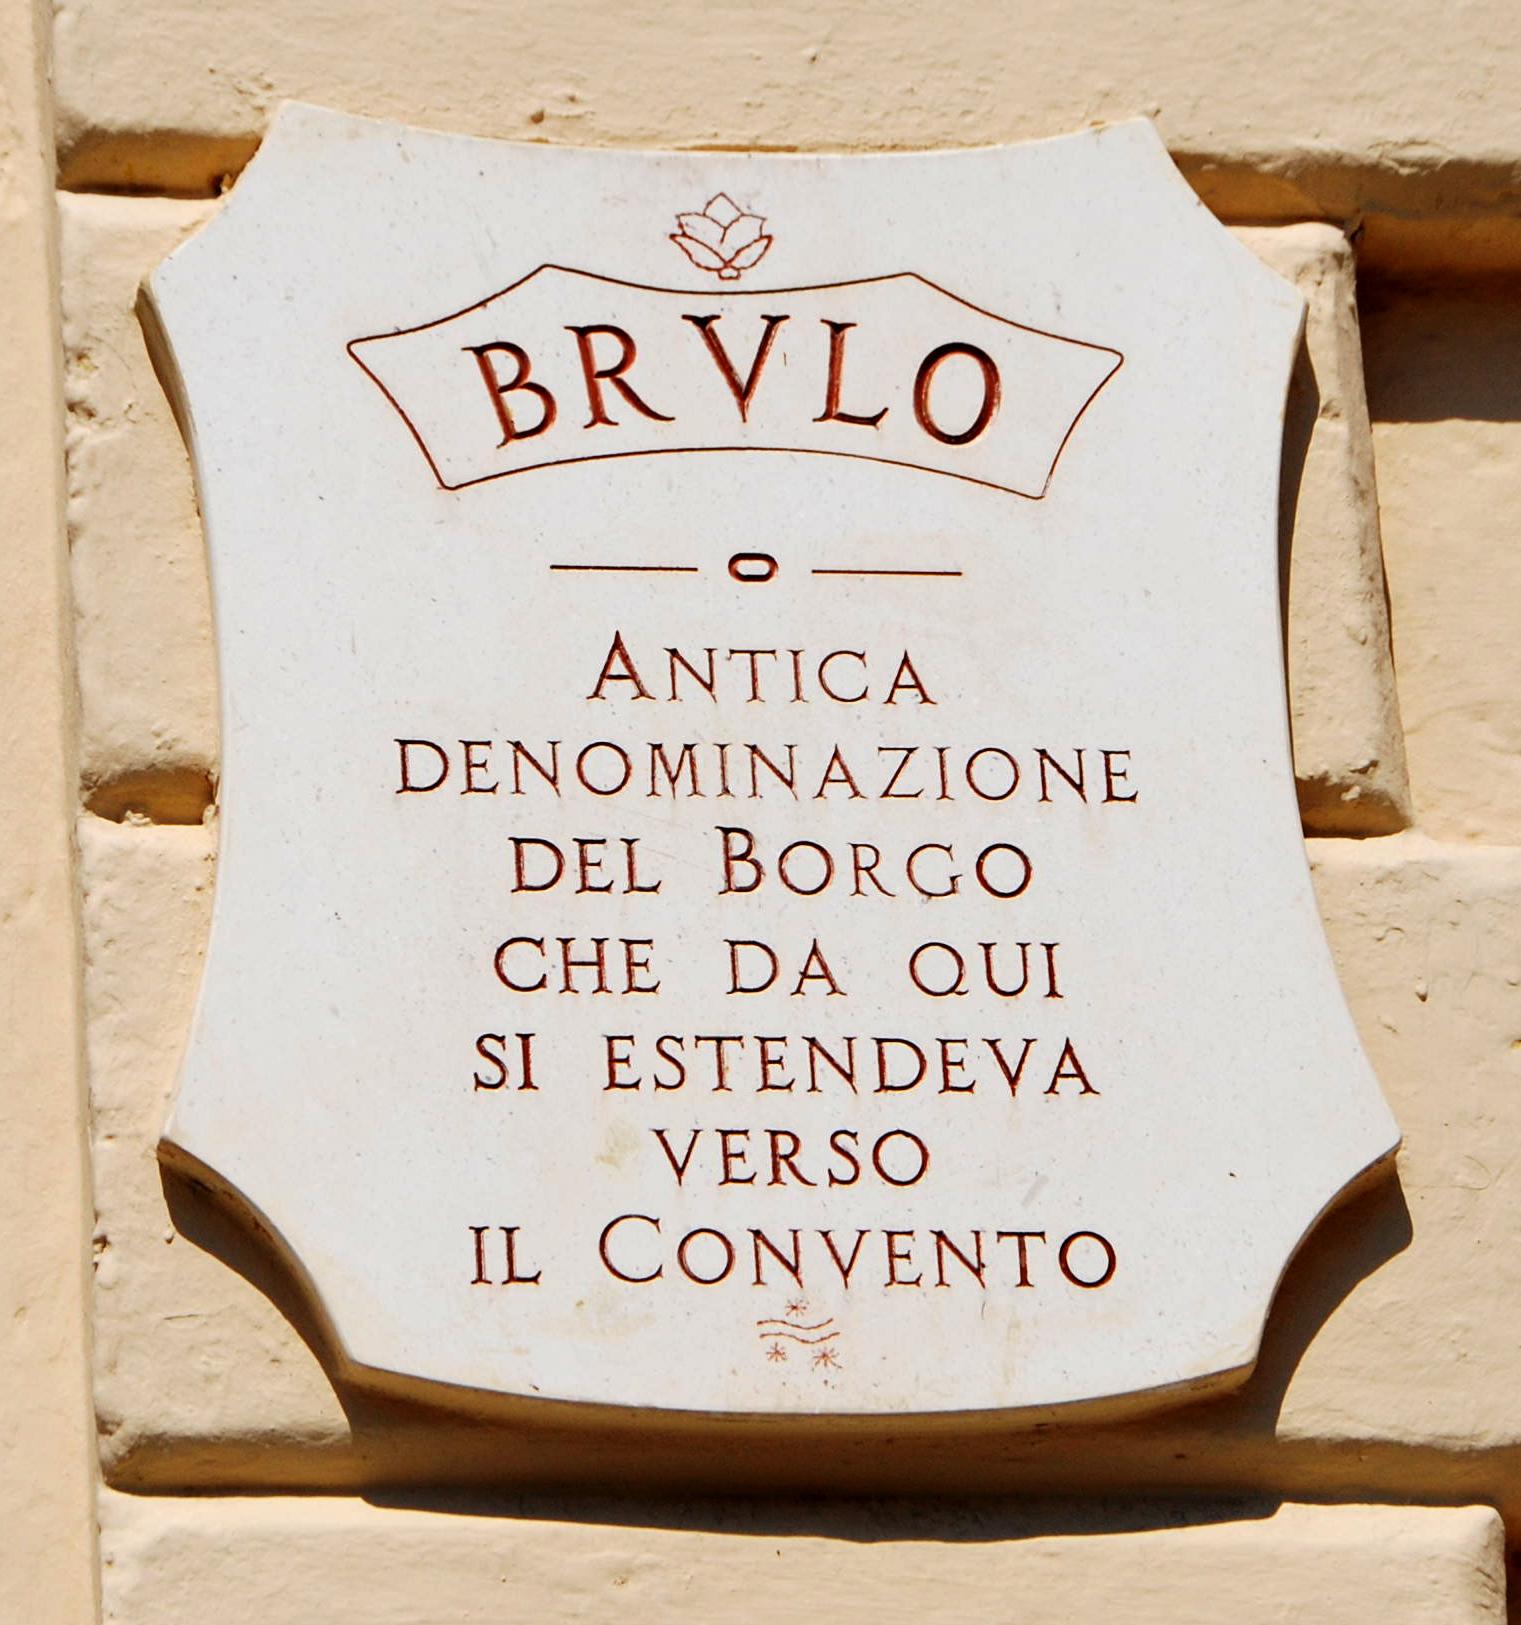 BRVLO
ANTICA
DENOMINAZIONE
DEL BORGO
CHE DA QUI
SI ESTENDEVA
VERSO
IL CONVENTO